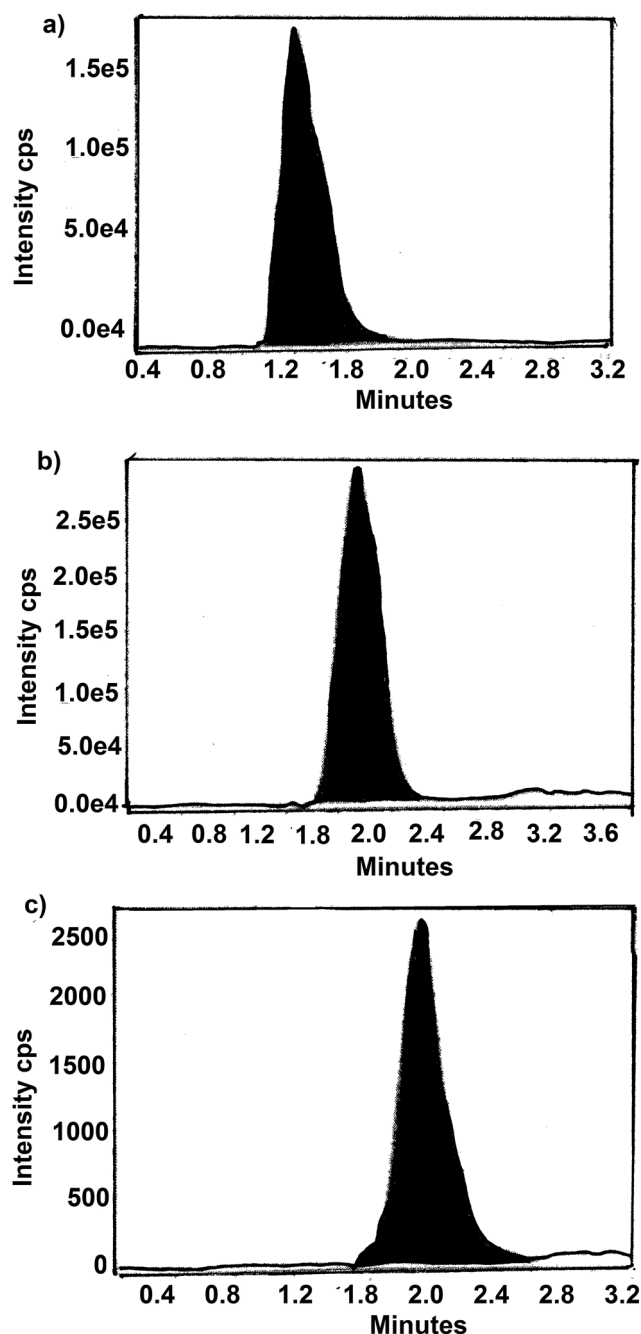 a)
Intensity cps
1.5e5
1.0e5
5.0e4
0.0e4
0.4 0.8 1.2 1.8 2.0 2.4 2.8 3.2
Minutes
b)
Intensity cps
2.5e5
2.0e5
1.5e5
1.0e5
5.0e4
0.0e4
0.4 0.8 1.2 1.8 2.0 2.4 2.8 3.2 3.6
Minutes
c)
Intensity cps
2500
2000
1500
1000
500
0
0.4 0.8 1.2 1.8 2.0 2.4 2.8 3.2
Minutes